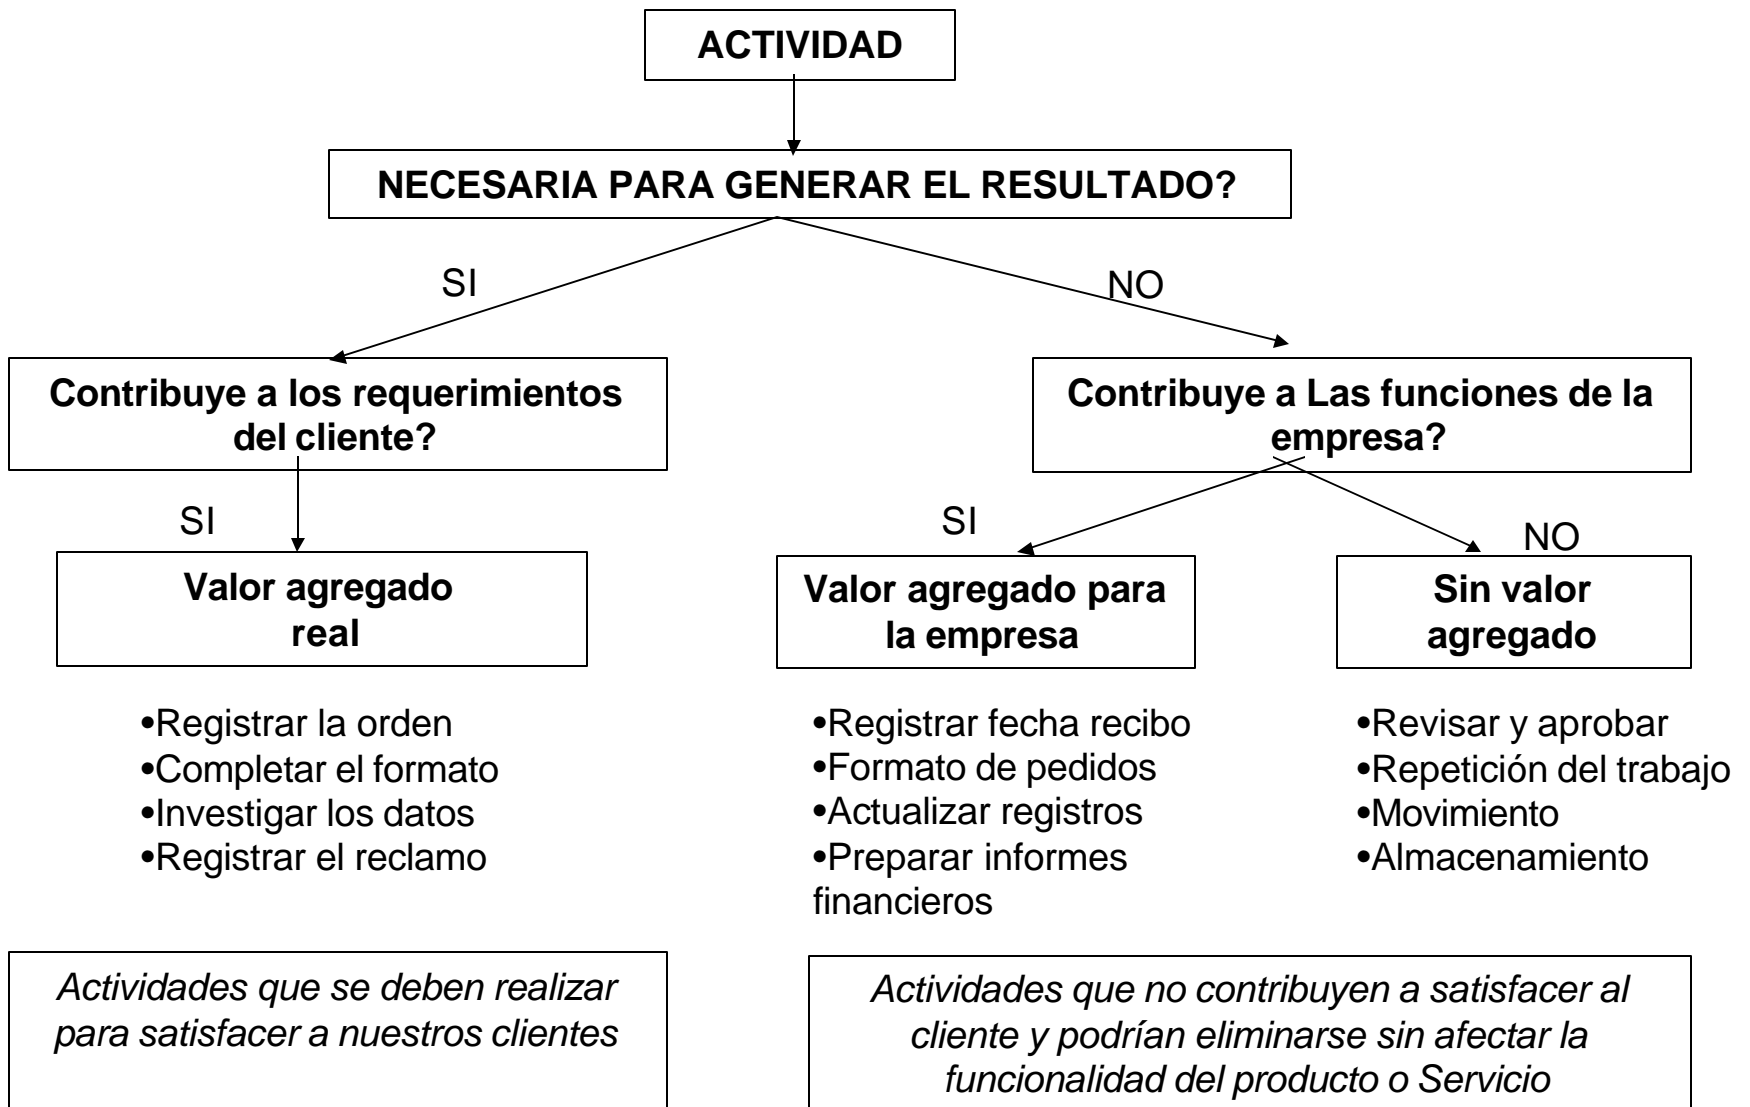 ACTIVIDAD
NECESARIA PARA GENERAR EL RESULTADO?
SI
NO
Contribuye a los requerimientos
del cliente?
Contribuye a Las funciones de la
empresa?
SI
SI
NO
Valor agregado
real
Valor agregado para
la empresa
Sin valor
agregado
•Registrar la orden
•Completar el formato
•Investigar los datos
•Registrar el reclamo
•Registrar fecha recibo
•Formato de pedidos
•Actualizar registros
•Preparar informes
financieros
•Revisar y aprobar
•Repetición del trabajo
•Movimiento
•Almacenamiento
Actividades que se deben realizar
para satisfacer a nuestros clientes
Actividades que no contribuyen a satisfacer al
cliente y podrían eliminarse sin afectar la
funcionalidad del producto o Servicio